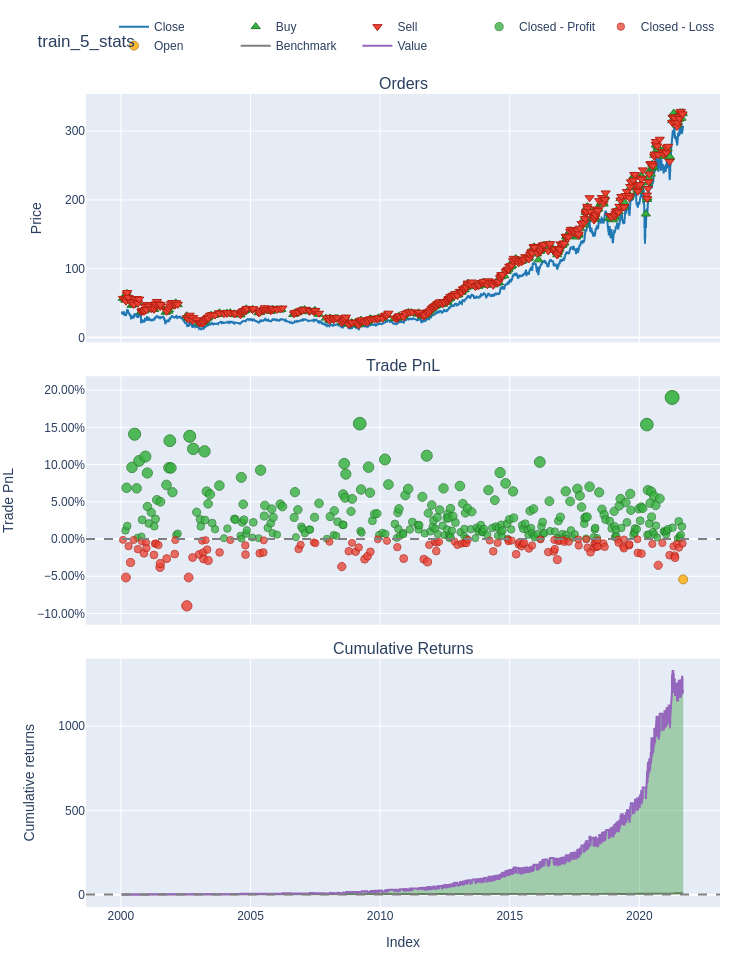 train_5_stats
Close
Buy
Sell
Closed - Profit
Closed - Loss
Open
Benchmark
Value
Orders
Price
300
200
100
0
Trade PnL
Trade PnL
20.00%
15.00%
10.00%
5.00%
0.00%
−5.00%
−10.00%
Cumulative Returns
Cumulative returns
1000
500
0
2000
2005
2010
2015
2020
Index